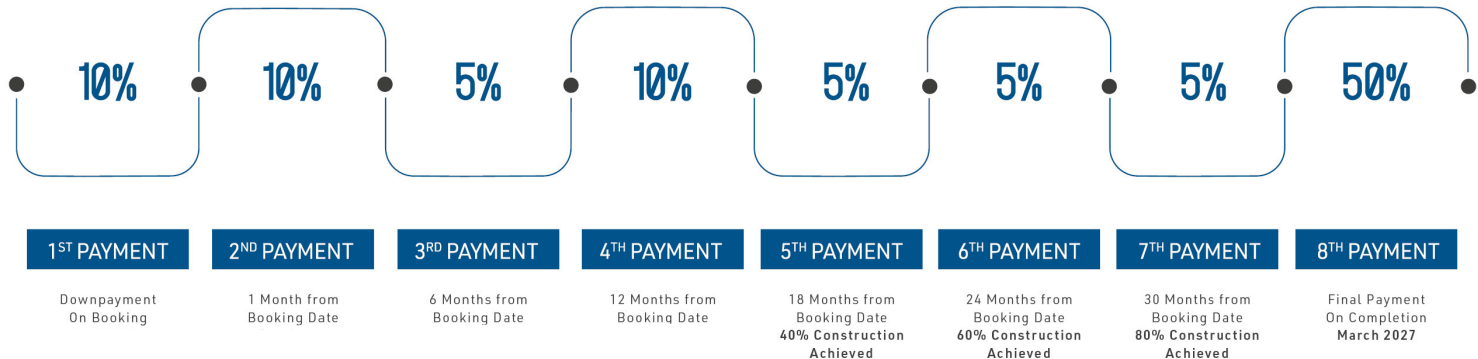 10%
10%
5%
10%
5%
5%
5%
50%
1ST PAYMENT
2ND PAYMENT
3RD PAYMENT
4TH PAYMENT
5TH PAYMENT
6TH PAYMENT
7TH PAYMENT
8TH PAYMENT
Downpayment
On Booking
1 Month from
Booking Date
6 Months from
Booking Date
12 Months from
Booking Date
18 Months from
Booking Date
40% Construction
Achieved
24 Months from
Booking Date
60% Construction
Achieved
30 Months from
Booking Date
80% Construction
Achieved
Final Payment
On Completion
March 2027